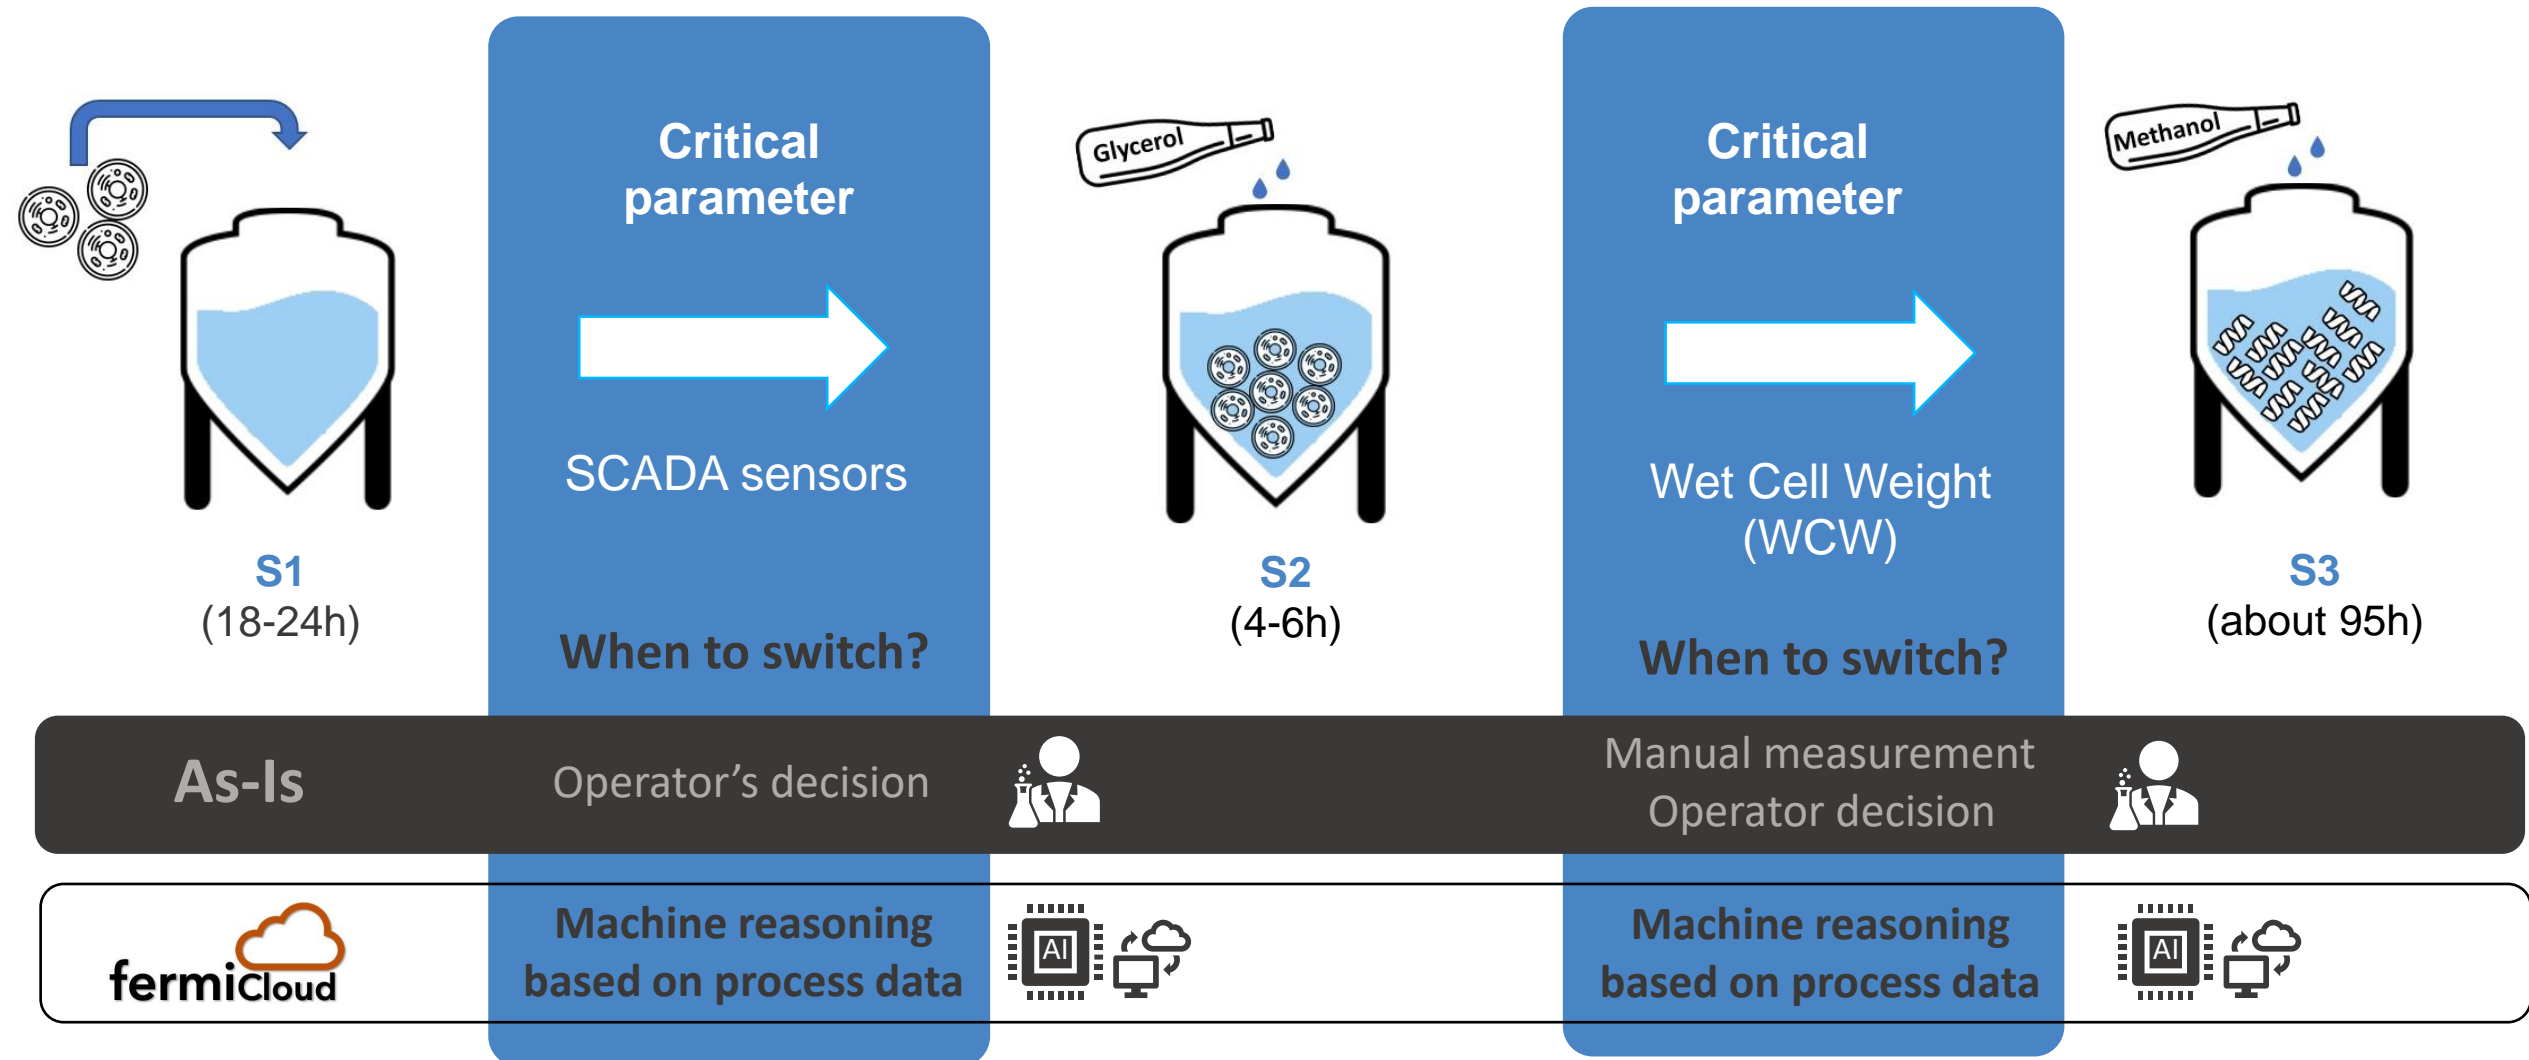 Critical
parameter
SCADA sensors
When to switch?
Critical
parameter
Wet Cell Weight
(WCW)
When to switch?
S1
(18-24h)
Glycerol
S2
(4-6h)
Methanol
S3
(about 95h)
As-Is
Operator’s decision
Manual measurement
Operator decision
fermiCloud
Machine reasoning
based on process data
AI
Machine reasoning
based on process data
AI